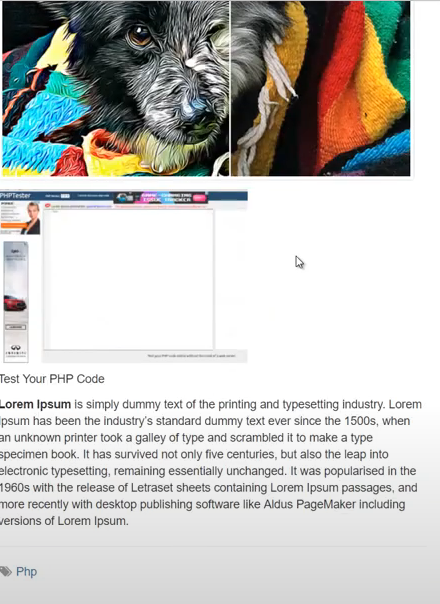 PHPTester
Test Your PHP Code
Lorem Ipsum is simply dummy text of the printing and typesetting industry. Lorem
Ipsum has been the industry's standard dummy text ever since the 1500s, when
an unknown printer took a galley of type and scrambled it to make a type
specimen book. It has survived not only five centuries, but also the leap into
electronic typesetting, remaining essentially unchanged. It was popularised in the
1960s with the release of Letraset sheets containing Lorem Ipsum passages, and
more recently with desktop publishing software like Aldus PageMaker including
versions of Lorem Ipsum.
Php